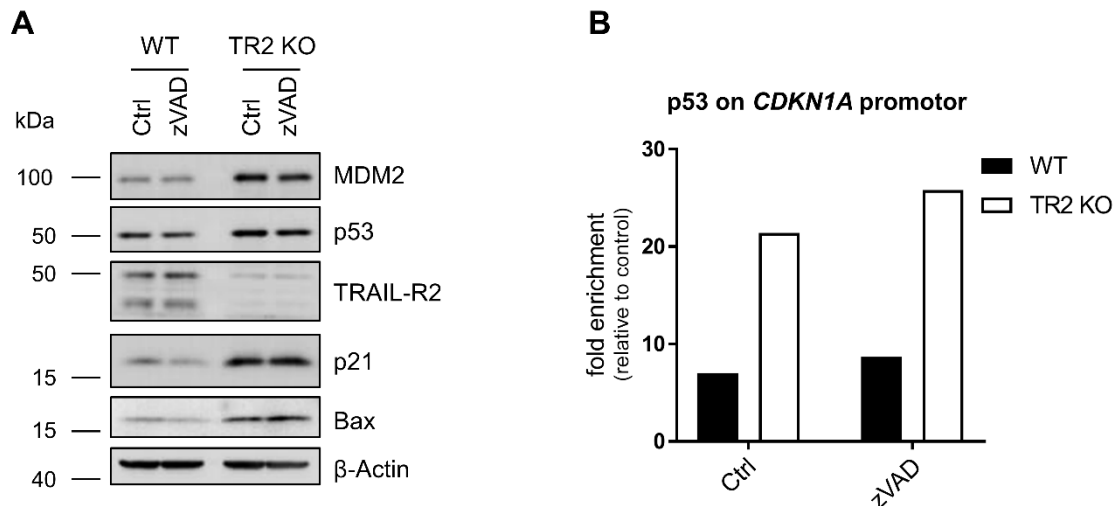 A
WT TR2 KO
kDa
Ctrl zVAD Ctrl zVAD
100 MDM2
50 p53
50
TRAIL-R2
p21
15
Bax
15
β-Actin
40
B
p53 on CDKN1A promotor
fold enrichment
(relative to control)
30
20
10
0
Ctrl zVAD
WT
TR2 KO